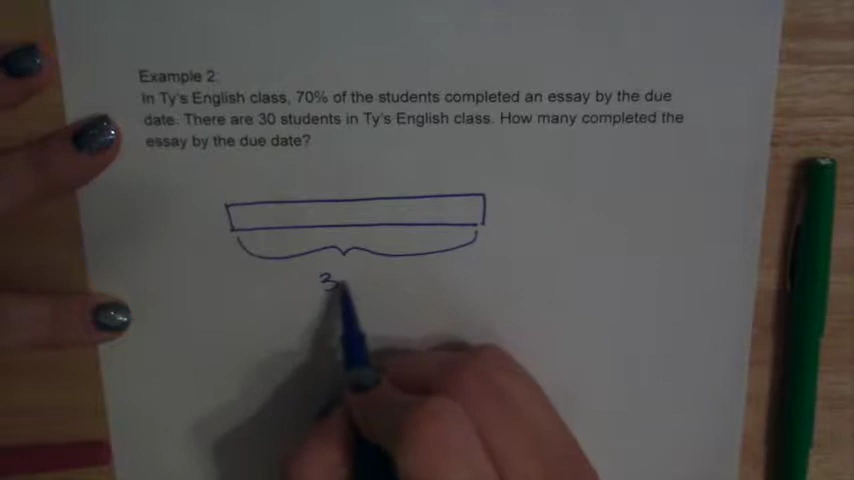 Example 2:
In Ty's English class, 70% of the students completed an essay by the due
date. There are 30 students in Ty's English class. How many completed the
essay by the due date?
3